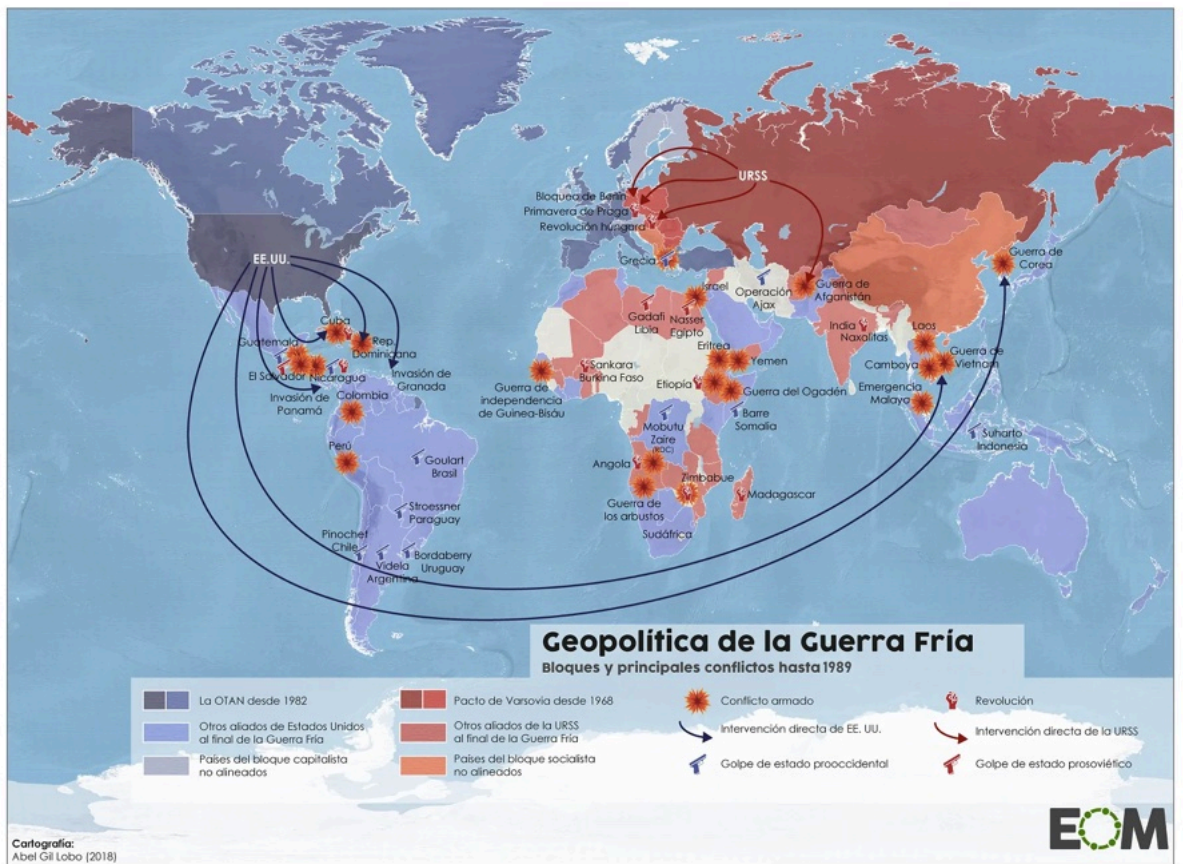 URSS
Bloqueo de Berlín
Primavera de Praga
Revolución húngara
EE.UU.
Grecia
Israel
Operación
Ajax
Guerra de
Afganistán
Guerra de
Corea
Gadafi
Libia
Nasser
Egipto
India
Naxalitas
Laos
Cuba
Guatemala
Rep.
Dominicana
El Salvador
Nicaragua
Invasión de
Granada
Invasión de
Panamá
Colombia
Guerra de
independencia
de Guinea-Bisáu
Sankara
Burkina Faso
Eritrea
Yemen
Etiopía
Guerra del Ogadén
Camboya
Guerra de
Vietnam
Emergencia
Malaya
Barre
Somalia
Mobutu
Zaire
(RDC)
Suharto
Indonesia
Perú
Goulart
Brasil
Angola
Zimbabue
Madagascar
Guerra de
los arbustos
Sudáfrica
Stroessner
Paraguay
Pinochet
Chile
Videla
Argentina
Bordaberry
Uruguay
Geopolítica de la Guerra Fría
Bloques y principales conflictos hasta 1989
La OTAN desde 1982
Otros aliados de Estados Unidos
al final de la Guerra Fría
Países del bloque capitalista
no alineados
Pacto de Varsovia desde 1968
Otros aliados de la URSS
al final de la Guerra Fría
Países del bloque socialista
no alineados
Conflicto armado
Intervención directa de EE. UU.
Golpe de estado prooccidental
Revolución
Intervención directa de la URSS
Golpe de estado prosoviético
EOM
Cartografía:
Abel Gil Lobo (2018)